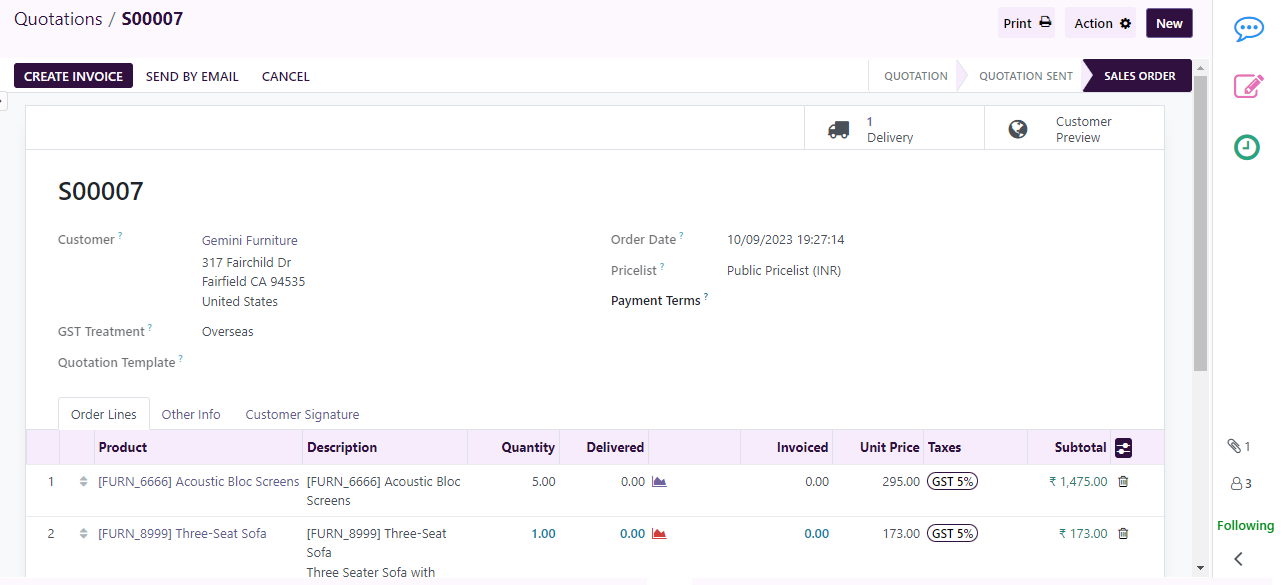 Quotations / S00007
Print
Action
New
CREATE INVOICE
SEND BY EMAIL
CANCEL
QUOTATION
QUOTATION SENT
SALES ORDER
1
Delivery
Customer
Preview
S00007
Customer ?
Gemini Furniture
317 Fairchild Dr
Fairfield CA 94535
United States
GST Treatment ?
Overseas
Quotation Template ?
Order Date ?
10/09/2023 19:27:14
Pricelist ?
Public Pricelist (INR)
Payment Terms ?
Order Lines
Other Info
Customer Signature
Product Description Quantity Delivered Invoiced Unit Price Taxes Subtotal
1 [FURN_6666] Acoustic Bloc Screens [FURN_6666] Acoustic Bloc 5.00 0.00 0.00 295.00 GST 5% ₹ 1,475.00
Screens
2 [FURN_8999] Three-Seat Sofa [FURN_8999] Three-Seat 1.00 0.00 0.00 173.00 GST 5% ₹ 173.00
Sofa
Three Seater Sofa with
1
3
Following